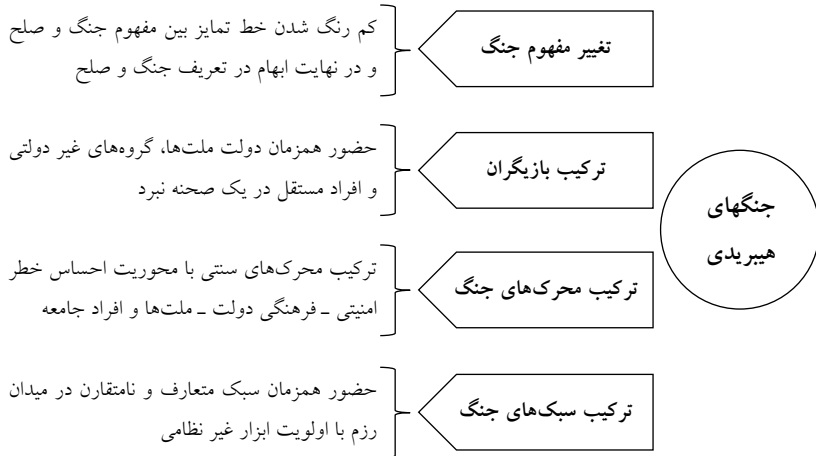 جنگهای
هیبریدی
تغییر مفهوم جنگ
کم رنگ شدن خط تمایز بین مفهوم جنگ و صلح
و در نهایت ابهام در تعریف جنگ و صلح
ترکیب بازیگران
حضور همزمان دولت ملت‌ها، گروه‌های غیر دولتی
و افراد مستقل در یک صحنه نبرد
ترکیب محرک‌های جنگ
ترکیب محرک‌های سنتی با محوریت احساس خطر
امنیتی ـ فرهنگی دولت ـ ملت‌ها و افراد جامعه
ترکیب سبک‌های جنگ
حضور همزمان سبک متعارف و نامتقارن در میدان
رزم با اولویت ابزار غیر نظامی